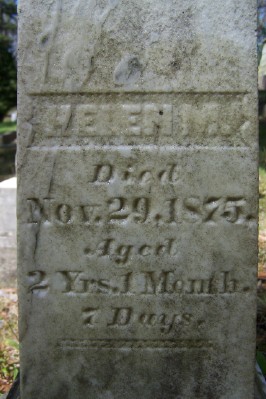 HELEN M.
Died
Nov. 29, 1875.
Aged
2 Yrs. 1 Month.
7 Days.